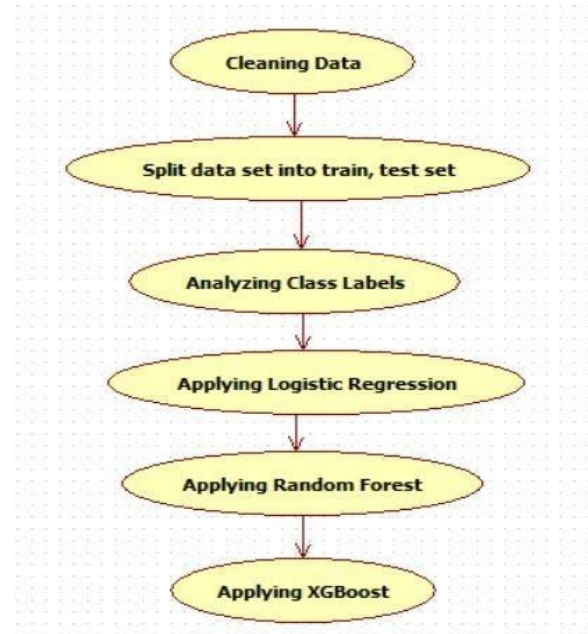 Cleaning Data
Split data set into train, test set
Analyzing Class Labels
Applying Logistic Regression
Applying Random Forest
Applying XGBoost